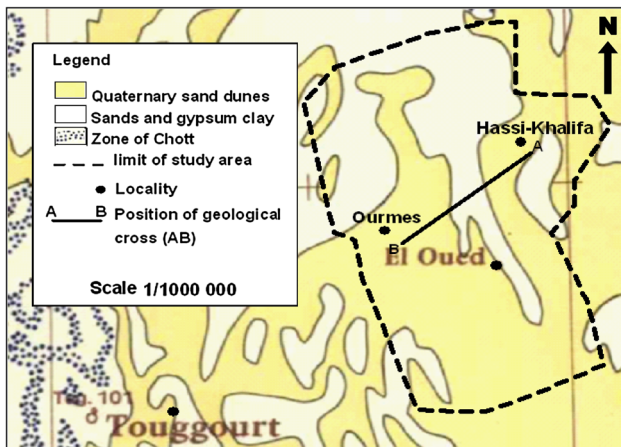 N
Legend
Quaternary sand dunes
Sands and gypsum clay
Zone of Chott
limit of study area
Locality
A B Position of geological
cross (AB)
Scale 1/1000 000
Hassi-Khalifa
A
Ourmes
B
El Oued
101
Touggourt